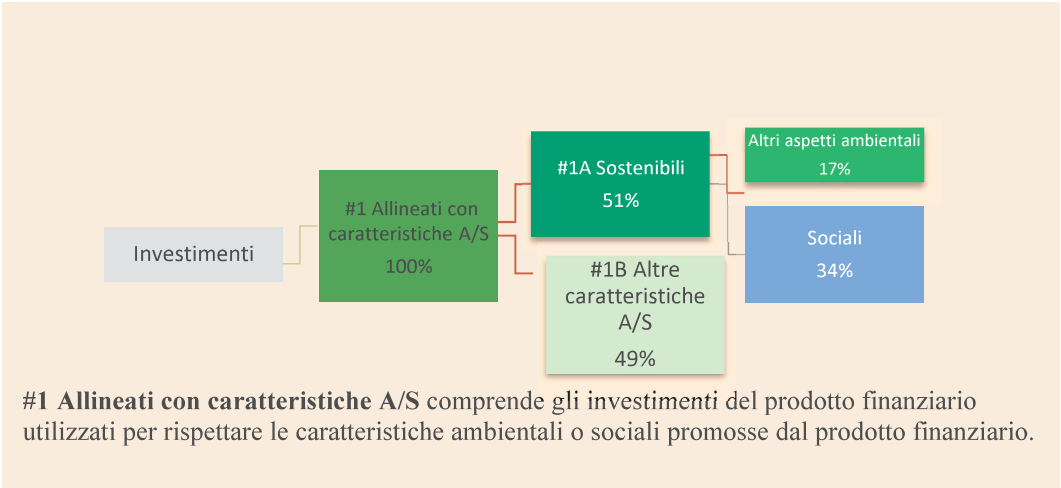 Investimenti
#1 Allineati con
caratteristiche A/S
100%
#1A Sostenibili
51%
#1B Altre
caratteristiche
A/S
49%
Altri aspetti ambientali
17%
Sociali
34%
#1 Allineati con caratteristiche A/S comprende gli investimenti del prodotto finanziario
utilizzati per rispettare le caratteristiche ambientali o sociali promosse dal prodotto finanziario.